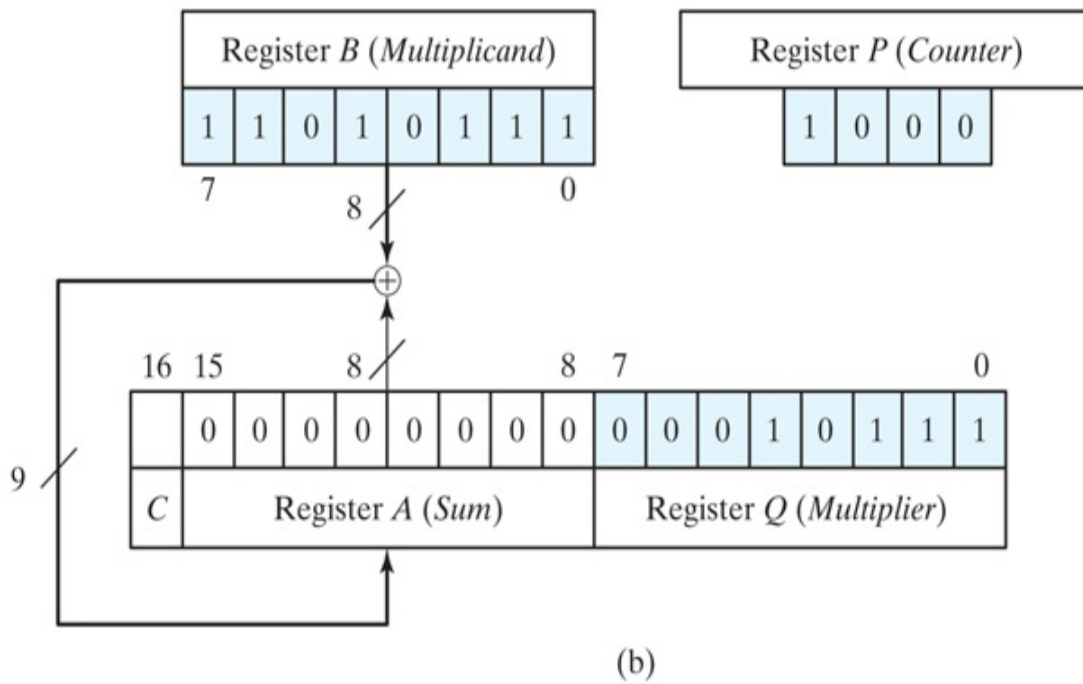 Register B (Multiplicand)
Register P (Counter)
1 1 0 1 0 1 1 1
1 0 0 0
7
8
0
16
15
8
8
7
0
0 0 0 0 0 0 0 0 0 0 0 1 0 1 1 1
9
C
Register A (Sum)
Register Q (Multiplier)
(b)